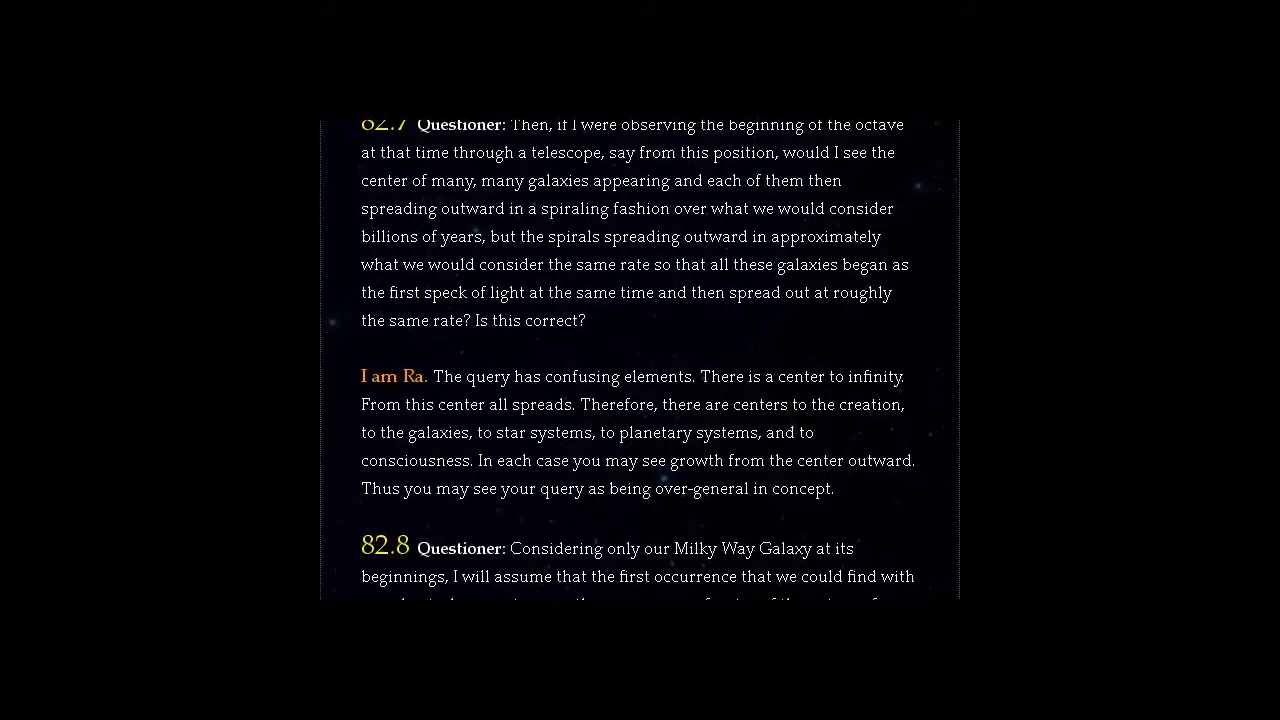 82.7 Questioner: Then, if I were observing the beginning of the octave
at that time through a telescope, say from this position, would I see the
center of many, many galaxies appearing and each of them then
spreading outward in a spiraling fashion over what we would consider
billions of years, but the spirals spreading outward in approximately
what we would consider the same rate so that all these galaxies began as
the first speck of light at the same time and then spread out at roughly
the same rate? Is this correct?
I am Ra. The query has confusing elements. There is a center to infinity.
From this center all spreads. Therefore, there are centers to the creation,
to the galaxies, to star systems, to planetary systems, and to
consciousness. In each case you may see growth from the center outward.
Thus you may see your query as being over-general in concept.
82.8 Questioner: Considering only our Milky Way Galaxy at its
beginnings, I will assume that the first occurrence that we could find with